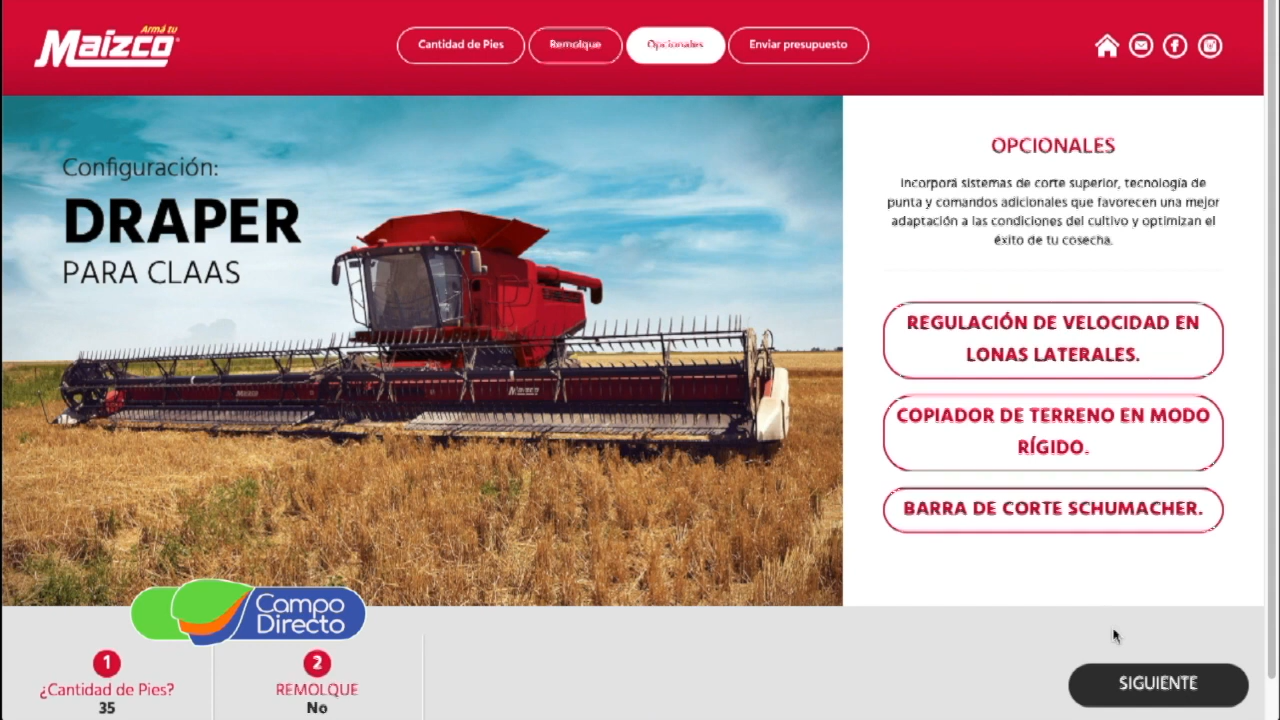 Armá tu
Maizco
Cantidad de Pies
Remolque
Opcionales
Enviar presupuesto
Configuración:
DRAPER
PARA CLAAS
OPCIONALES
Incorporá sistemas de corte superior, tecnología de
punta y comandos adicionales que favorecen una mejor
adaptación a las condiciones del cultivo y optimizan el
éxito de tu cosecha.
REGULACIÓN DE VELOCIDAD EN
LONAS LATERALES.
COPIADOR DE TERRENO EN MODO
RÍGIDO.
BARRA DE CORTE SCHUMACHER.
Maizco
Campo
Directo
1
¿Cantidad de Pies?
35
2
REMOLQUE
No
SIGUIENTE